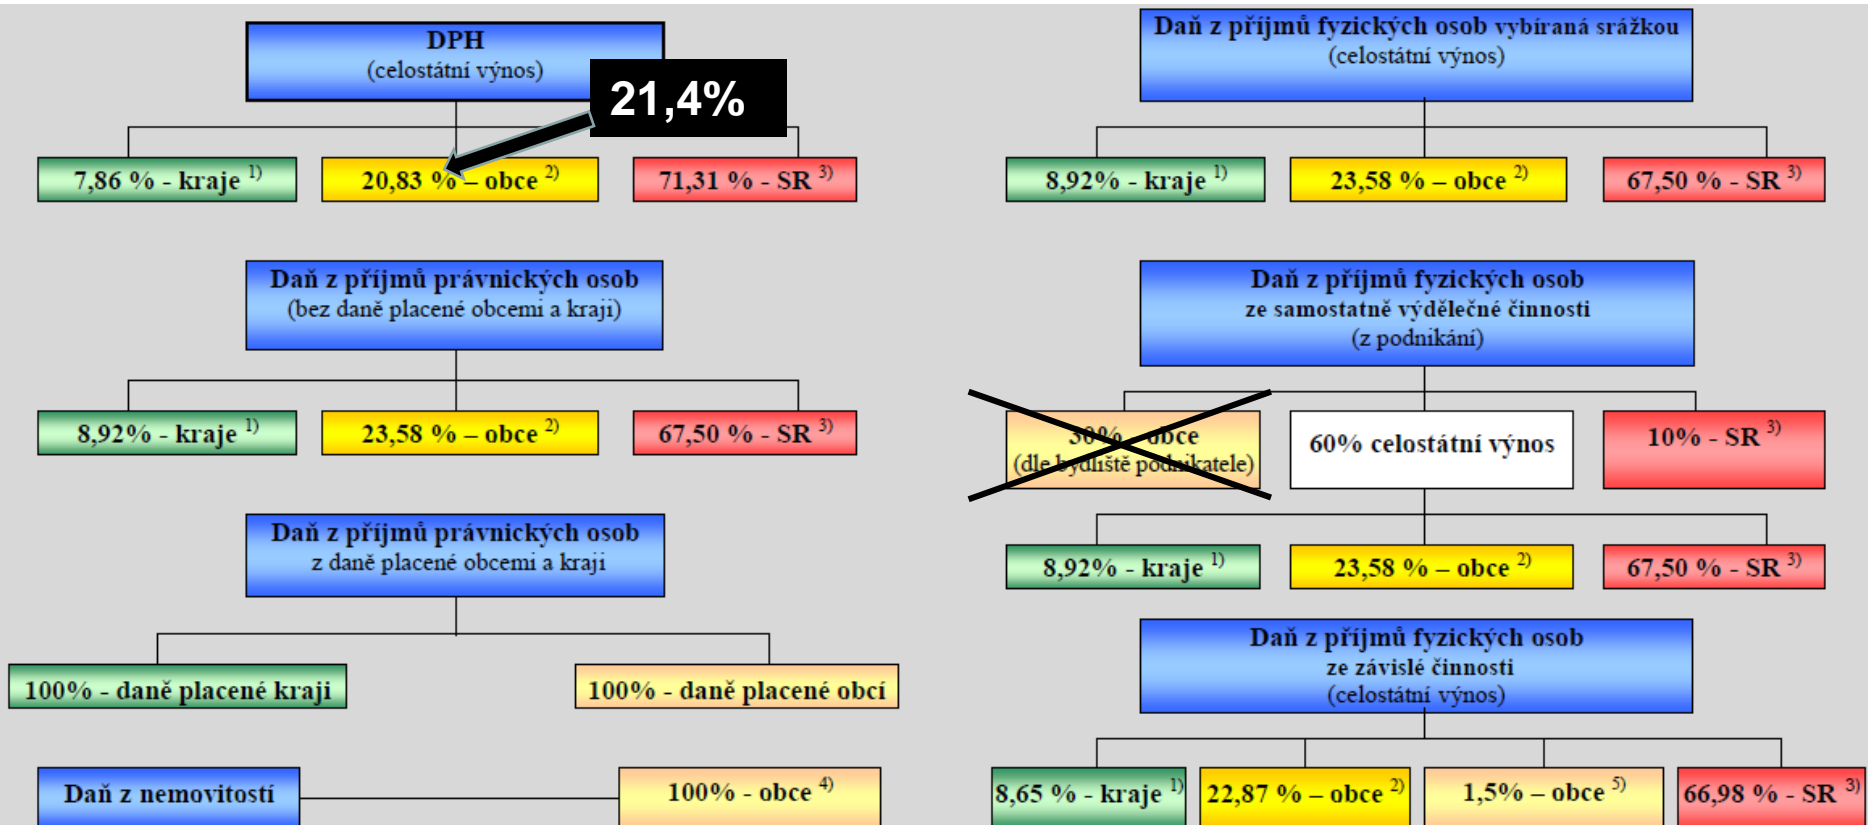 DPH
(celostátní výnos)
21,4%
7,86 % - kraje 1)
20,83 % – obce 2)
71,31 % - SR 3)
Daň z příjmů právnických osob
(bez daně placené obcemi a kraji)
8,92% - kraje 1)
23,58 % – obce 2)
67,50 % - SR 3)
Daň z příjmů právnických osob
z daně placené obcemi a kraji
100% - daně placené kraji
100% - daně placené obcí
Daň z nemovitostí
100% - obce 4)
Daň z příjmů fyzických osob vybíraná srážkou
(celostátní výnos)
8,92% - kraje 1)
23,58 % – obce 2)
67,50 % - SR 3)
Daň z příjmů fyzických osob
ze samostatně výdělečné činnosti
(z podnikání)
30% - obce
(dle bydliště podnikatele)
60% celostátní výnos
10% - SR 3)
8,92% - kraje 1)
23,58 % – obce 2)
67,50 % - SR 3)
Daň z příjmů fyzických osob
ze závislé činnosti
(celostátní výnos)
8,65 % - kraje 1)
22,87 % – obce 2)
1,5% – obce 5)
66,98 % - SR 3)